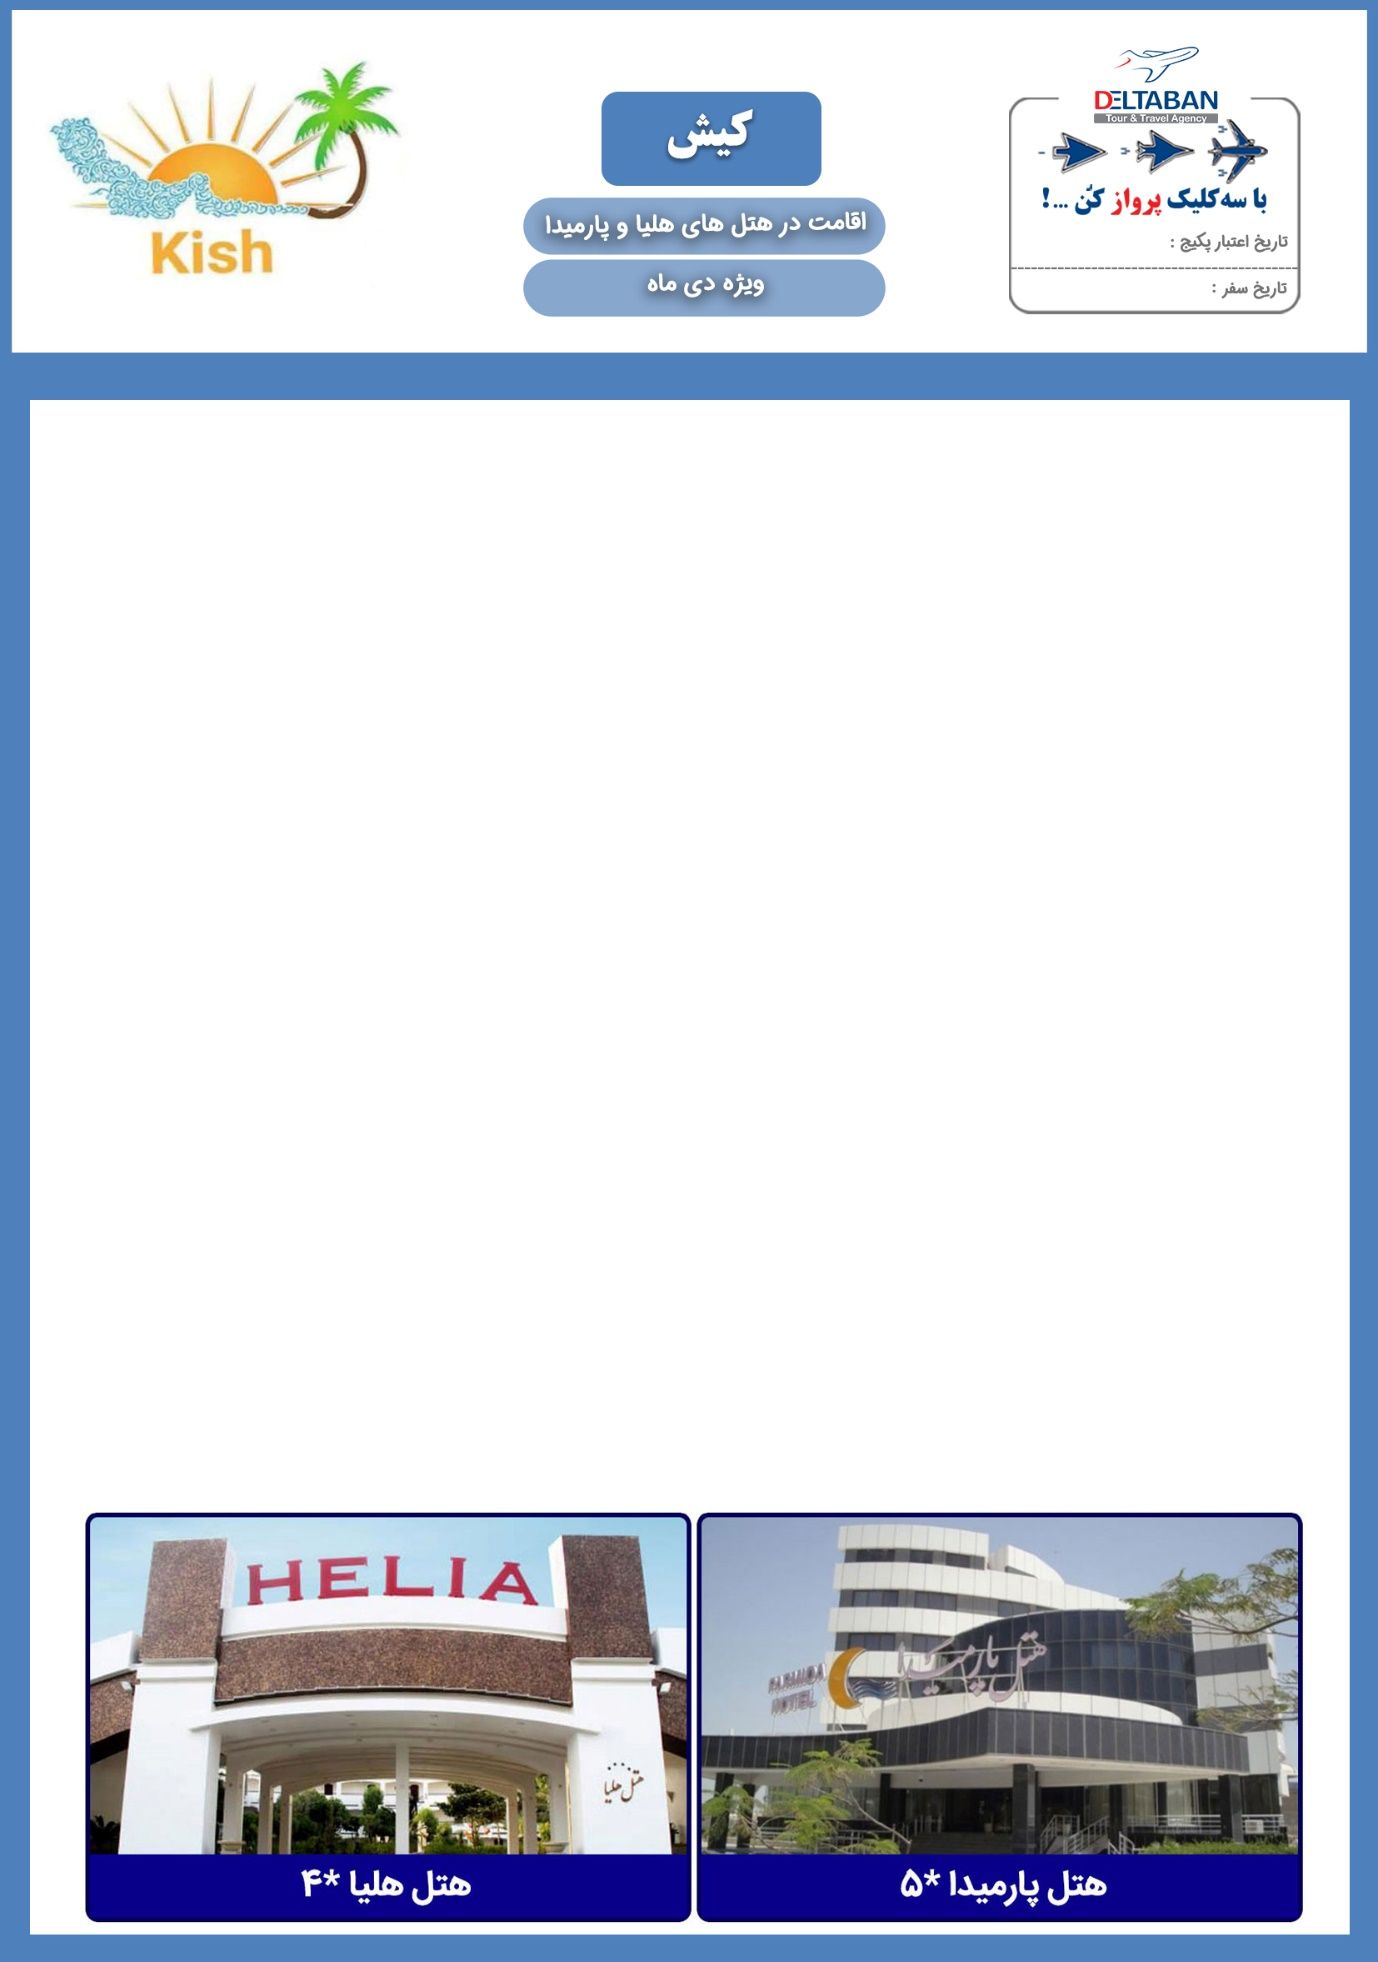 Kish
کیش
اقامت در هتل های هلیا و پارمیدا
ویژه دی ماه
DELTABAN
Tour & Travel Agency
با سه کلیک پرواز کنّ ...!
تاریخ اعتبار پکیج :
تاریخ سفر :
هتل پارمیدا
PARMIDA
HOTEL
هتل پارمیدا *۵
HELIA
هتل هلیا
هتل هلیا *۴